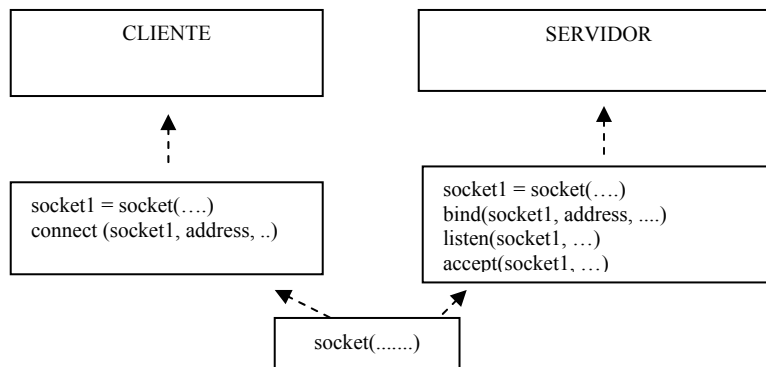 CLIENTE
SERVIDOR
socket1 = socket(….)
connect (socket1, address, ..)
socket1 = socket(….)
bind(socket1, address, ....)
listen(socket1, …)
accept(socket1, …)
socket(.......)